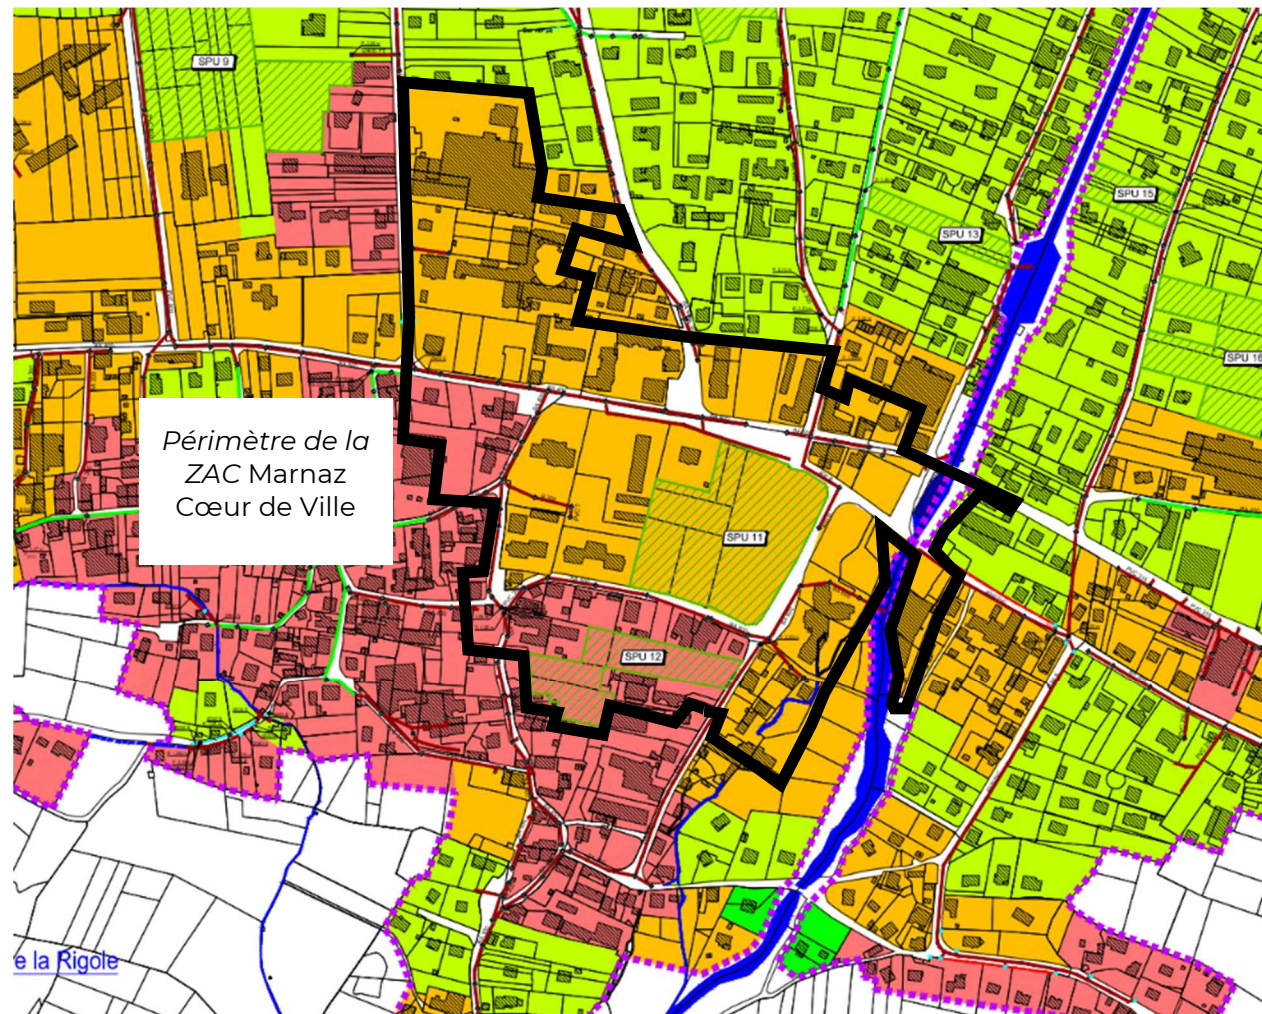 SPU 9
SPU 15
SPU 13
SPU 16
Périmètre de la
ZAC Marnaz
Cœur de Ville
SPU 11
SPU 12
e la Rigole